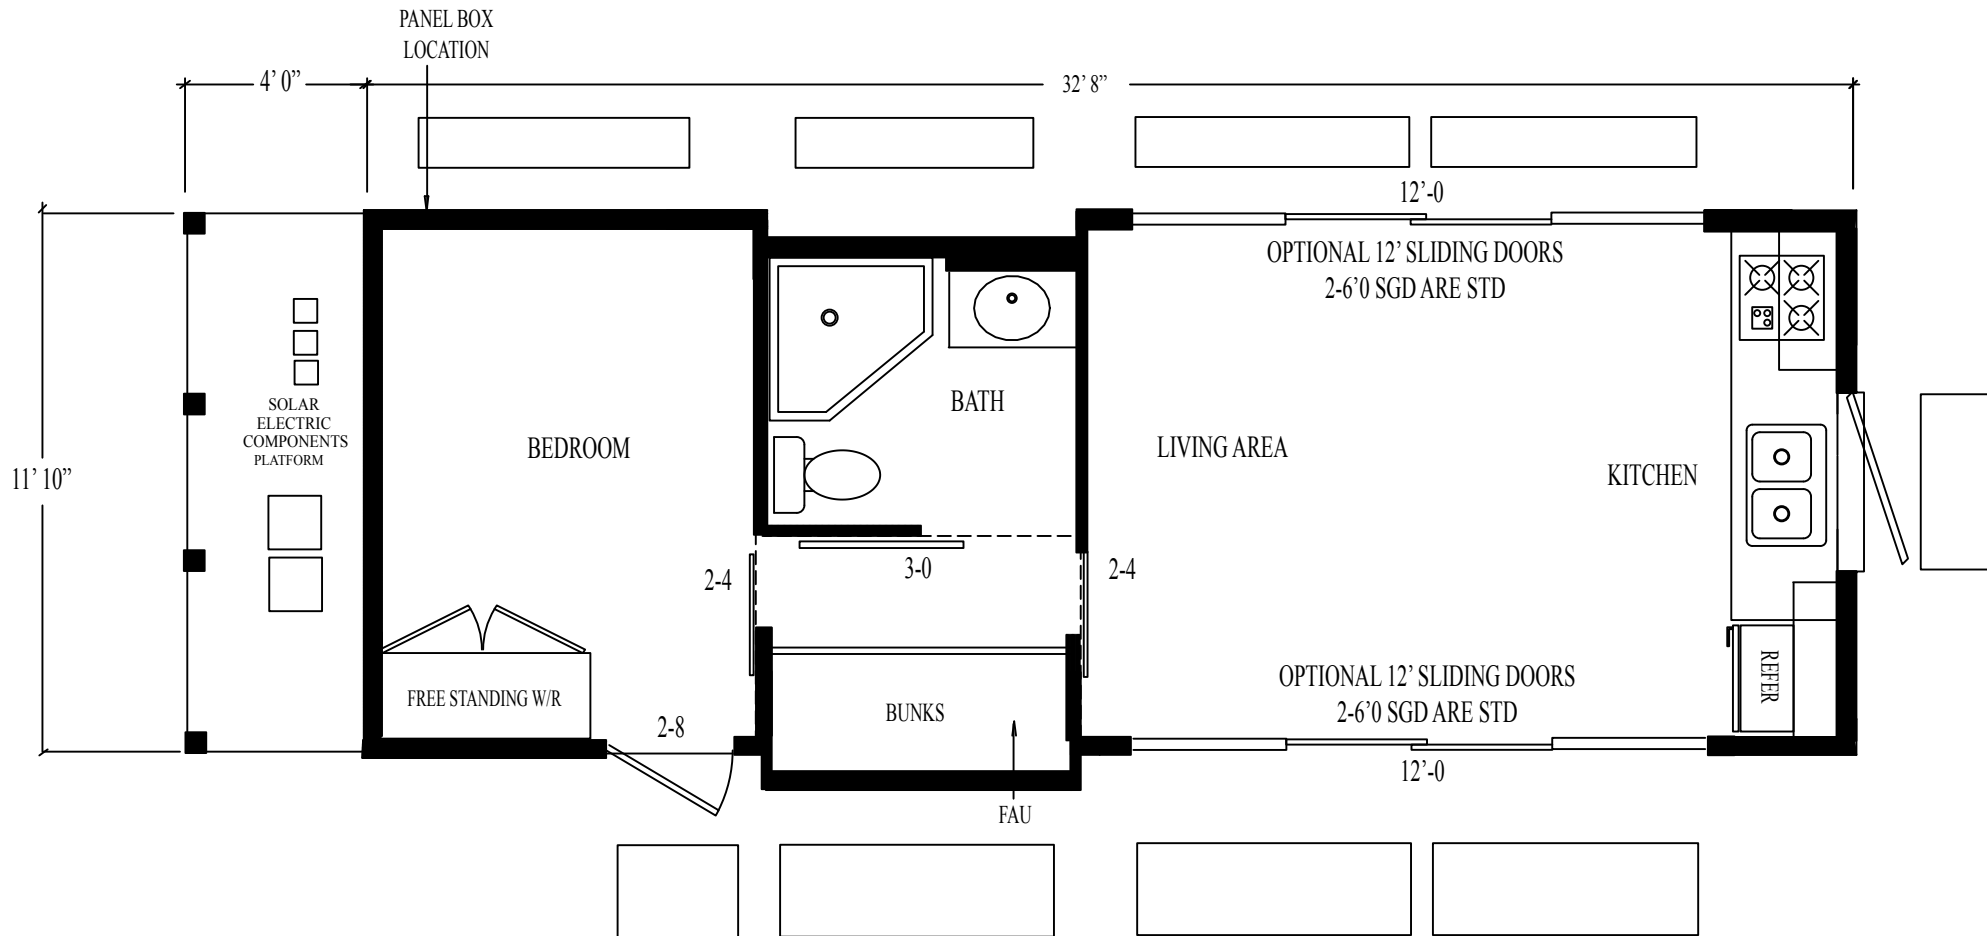 PANEL BOX
LOCATION
4’ 0”
32’ 8”
12’-0
OPTIONAL 12’ SLIDING DOORS
2-6’0 SGD ARE STD
SOLAR
ELECTRIC
COMPONENTS
PLATFORM
11’ 10”
BEDROOM
BATH
LIVING AREA
KITCHEN
2-4
3-0
2-4
FREE STANDING W/R
2-8
BUNKS
FAU
OPTIONAL 12’ SLIDING DOORS
2-6’0 SGD ARE STD
12’-0
REFER